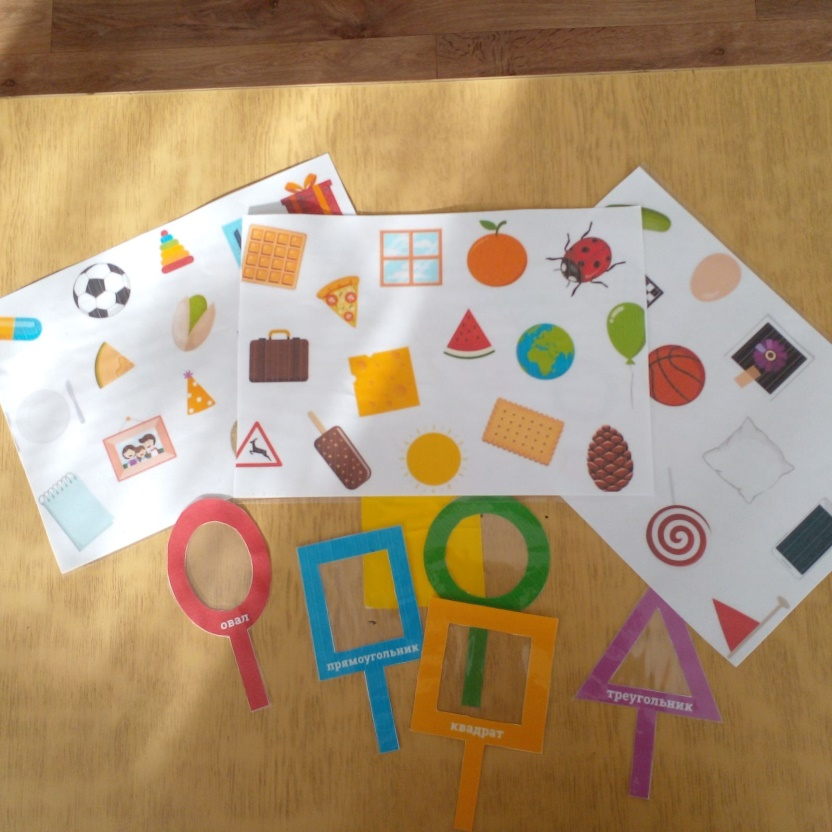 овал
прямоугольник
квадрат
треугольник